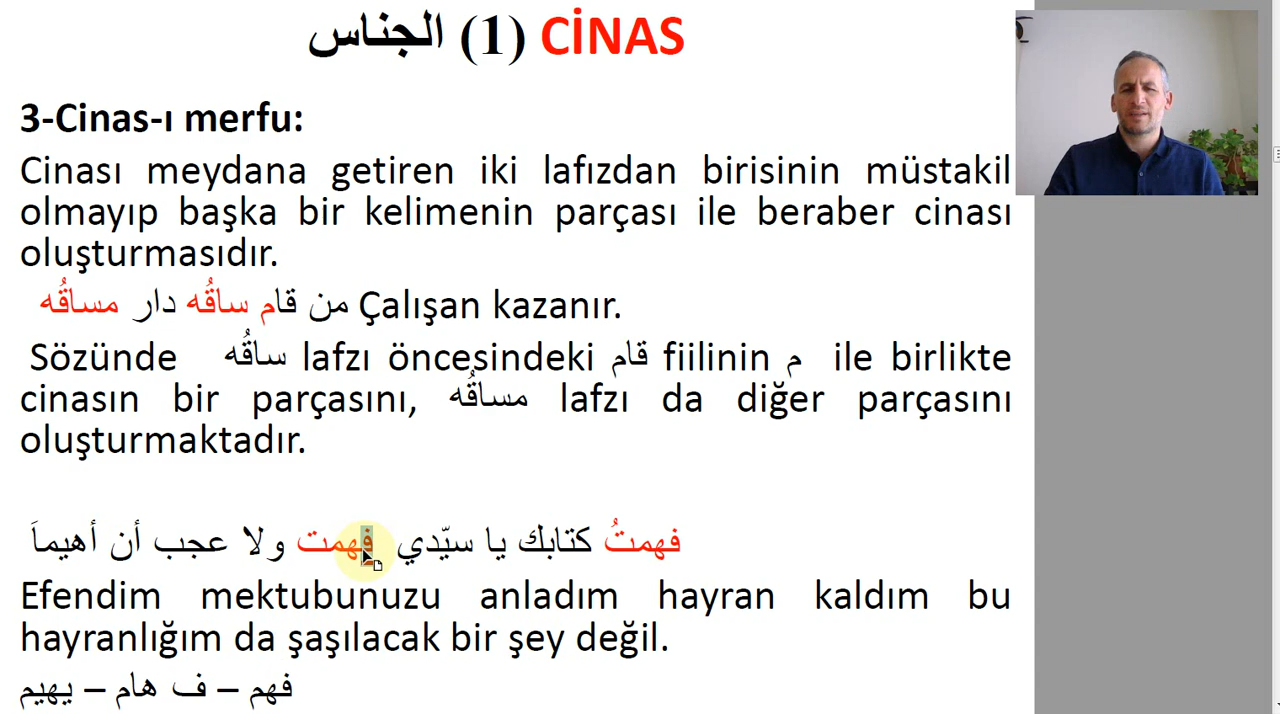 الجناس (1) CİNAS
3-Cinas-ı merfu:
Cinası meydana getiren iki lafızdan birisinin müstakil
olmayıp başka bir kelimenin parçası ile beraber cinası
oluşturmasıdır.
من قام ساقُه دار مساقُه Çalışan kazanır.
Sözünde ساقُه lafzı öncesindeki قام fiilinin م ile birlikte
cinasın bir parçasını, مساقُه lafzı da diğer parçasını
oluşturmaktadır.
فهمتُ كتابك يا سيّدي فهمت ولا عجب أن أهيماَ
Efendim mektubunuzu anladım hayran kaldım bu
hayranlığım da şaşılacak bir şey değil.
فهم – ف هام – يهيم